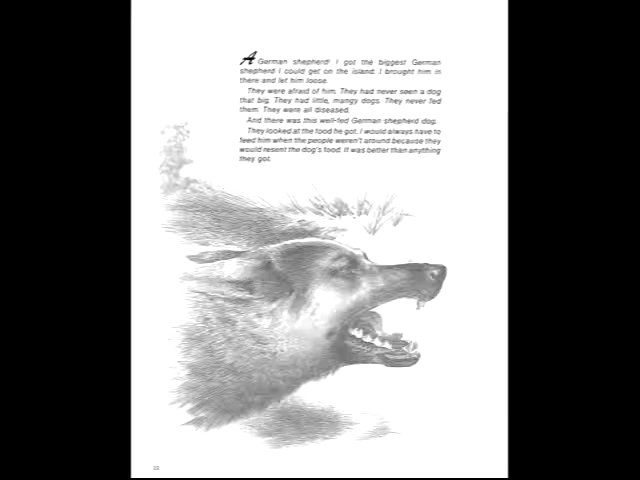 A German shepherd! I got the biggest German
shepherd I could get on the island. I brought him in
there and let him loose.
They were afraid of him. They had never seen a dog
that big. They had little, mangy dogs. They never fed
them. They were all diseased.
And there was this well-fed German shepherd dog.
They looked at the food he got. I would always have to
feed him when the people weren't around because they
would resent the dog's food. It was better than anything
they got.